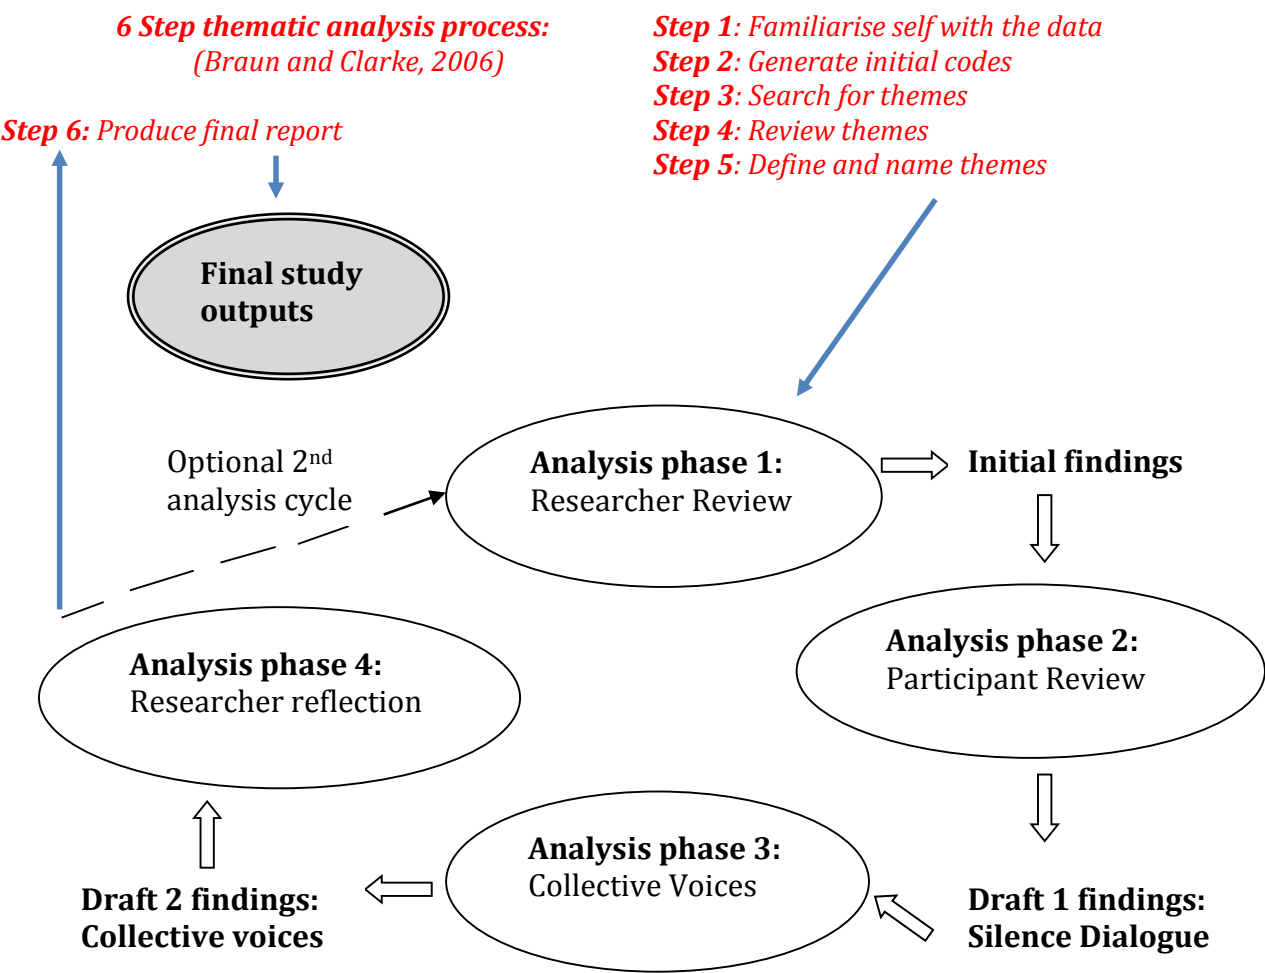 6 Step thematic analysis process:
(Braun and Clarke, 2006)
Step 1: Familiarise self with the data
Step 2: Generate initial codes
Step 3: Search for themes
Step 4: Review themes
Step 5: Define and name themes
Step 6: Produce final report
Final study
outputs
Optional 2nd
analysis cycle
Analysis phase 1:
Researcher Review
Initial findings
Analysis phase 2:
Participant Review
Analysis phase 4:
Researcher reflection
Analysis phase 3:
Collective Voices
Draft 1 findings:
Silence Dialogue
Draft 2 findings:
Collective voices